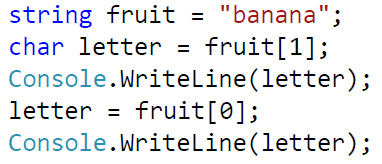 string fruit = "banana";
char letter = fruit[1];
Console.WriteLine(letter);
letter = fruit[0];
Console.WriteLine(letter);